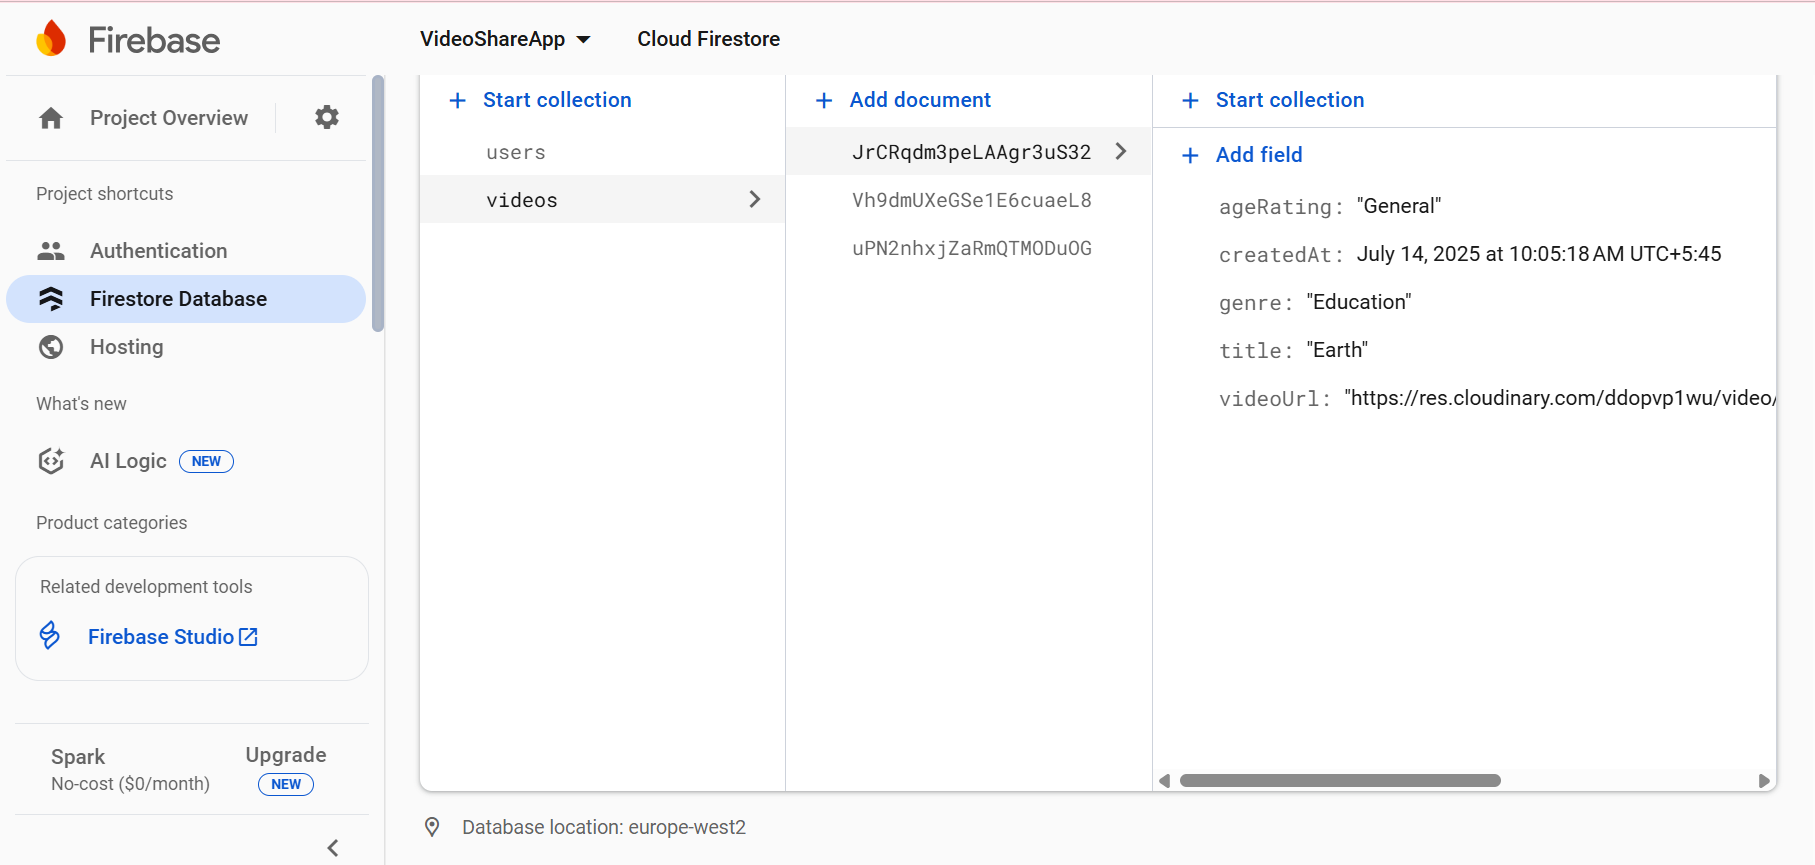 Firebase
VideoShareApp
Cloud Firestore
Project Overview
Project shortcuts
Authentication
Firestore Database
Hosting
What's new
AI Logic NEW
Product categories
Related development tools
Firebase Studio
Spark
No-cost ($0/month)
Upgrade
NEW
+ Start collection
users
videos
+ Add document
JrCRqdm3peLAAgr3uS32
Vh9dmUXeGSe1E6cuaeL8
uPN2nhxjZaRmQTMODuOG
+ Start collection
+ Add field
ageRating: "General"
createdAt: July 14, 2025 at 10:05:18 AM UTC+5:45
genre: "Education"
title: "Earth"
videoUrl: "https://res.cloudinary.com/ddopvp1wu/video/
Database location: europe-west2